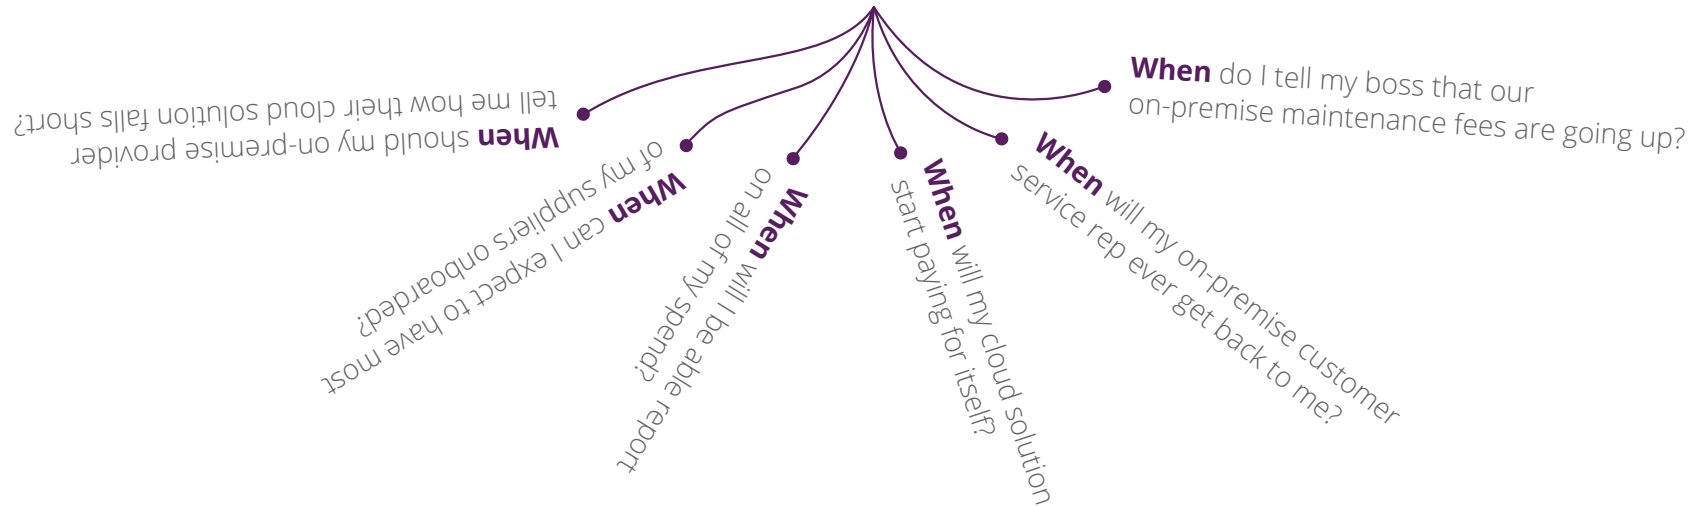 When should my on-premise provider
tell me how their cloud solution falls short?
When can I expect to have most
of my suppliers onboarded?
When will I be able report
on all of my spend?
When will my cloud solution
start paying for itself?
When will my on-premise customer
service rep ever get back to me?
When do I tell my boss that our
on-premise maintenance fees are going up?